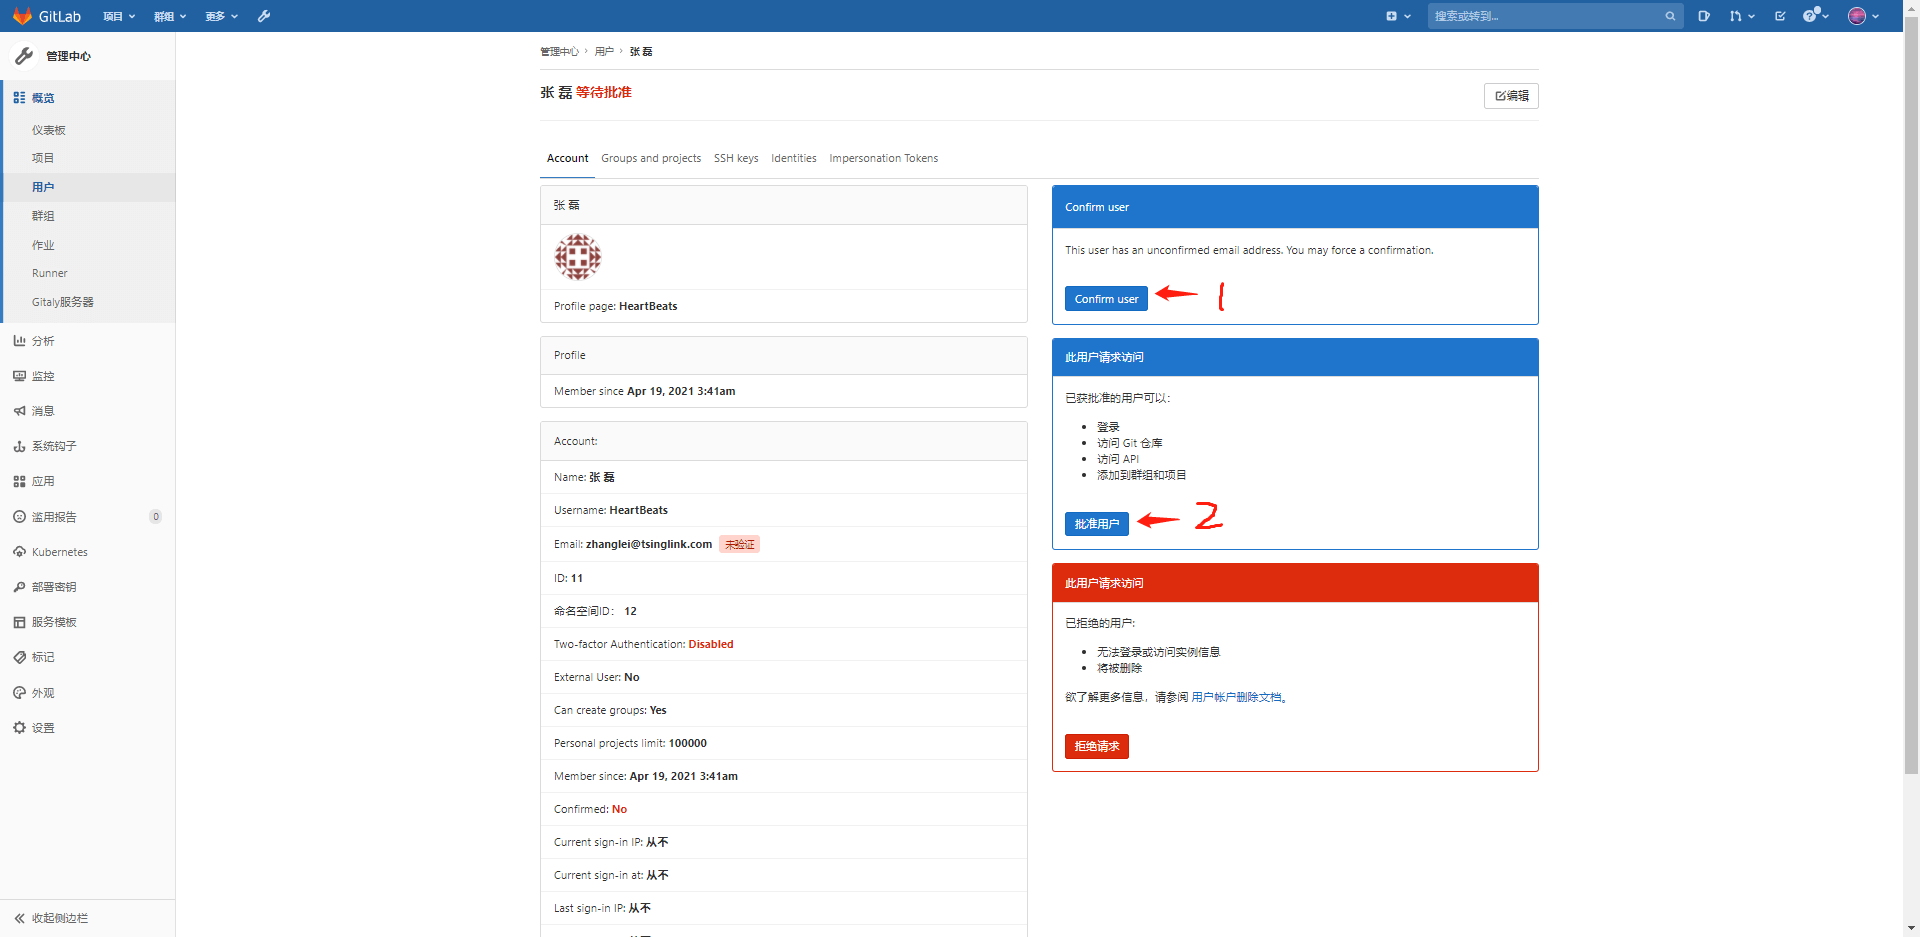 GitLab 项目 群组 更多 搜索或转到...
管理中心
概览
仪表板
项目
用户
群组
作业
Runner
Gitaly服务器
分析
监控
消息
系统钩子
应用
滥用报告 0
Kubernetes
部署密钥
服务模板
标记
外观
设置
收起侧边栏
管理中心 › 用户 › 张 磊
张 磊 等待批准
编辑
Account Groups and projects SSH keys Identities Impersonation Tokens
张 磊
Profile page: HeartBeats
Profile
Member since Apr 19, 2021 3:41am
Account:
Name: 张 磊
Username: HeartBeats
Email: zhanglei@tsinglink.com 未验证
ID: 11
命名空间ID： 12
Two-factor Authentication: Disabled
External User: No
Can create groups: Yes
Personal projects limit: 100000
Member since: Apr 19, 2021 3:41am
Confirmed: No
Current sign-in IP: 从不
Current sign-in at: 从不
Last sign-in IP: 从不
Confirm user
This user has an unconfirmed email address. You may force a confirmation.
Confirm user 1
此用户请求访问
已获批准的用户可以：
登录
访问 Git 仓库
访问 API
添加到群组和项目
批准用户 2
此用户请求访问
已拒绝的用户:
无法登录或访问实例信息
将被删除
欲了解更多信息，请参阅 用户帐户删除文档。
拒绝请求